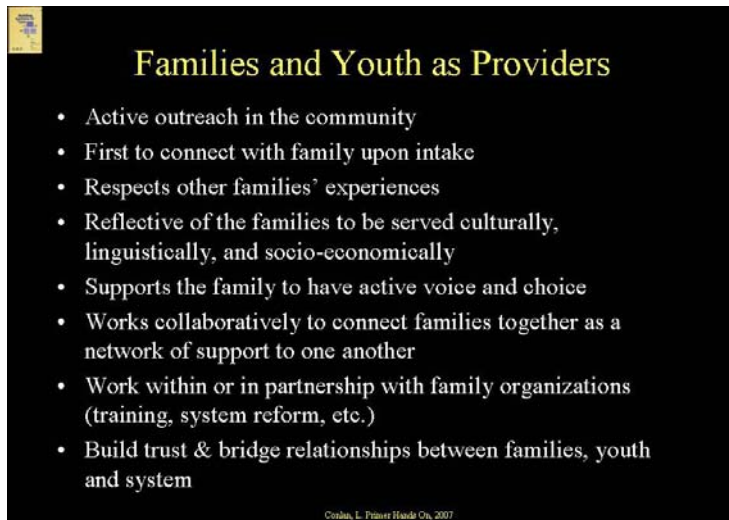 Families and Youth as Providers
• Active outreach in the community
• First to connect with family upon intake
• Respects other families' experiences
• Reflective of the families to be served culturally,
linguistically, and socio-economically
• Supports the family to have active voice and choice
• Works collaboratively to connect families together as a
network of support to one another
• Work within or in partnership with family organizations
(training, system reform, etc.)
• Build trust & bridge relationships between families, youth
and system
Conlan, L. Primer Hands On, 2007